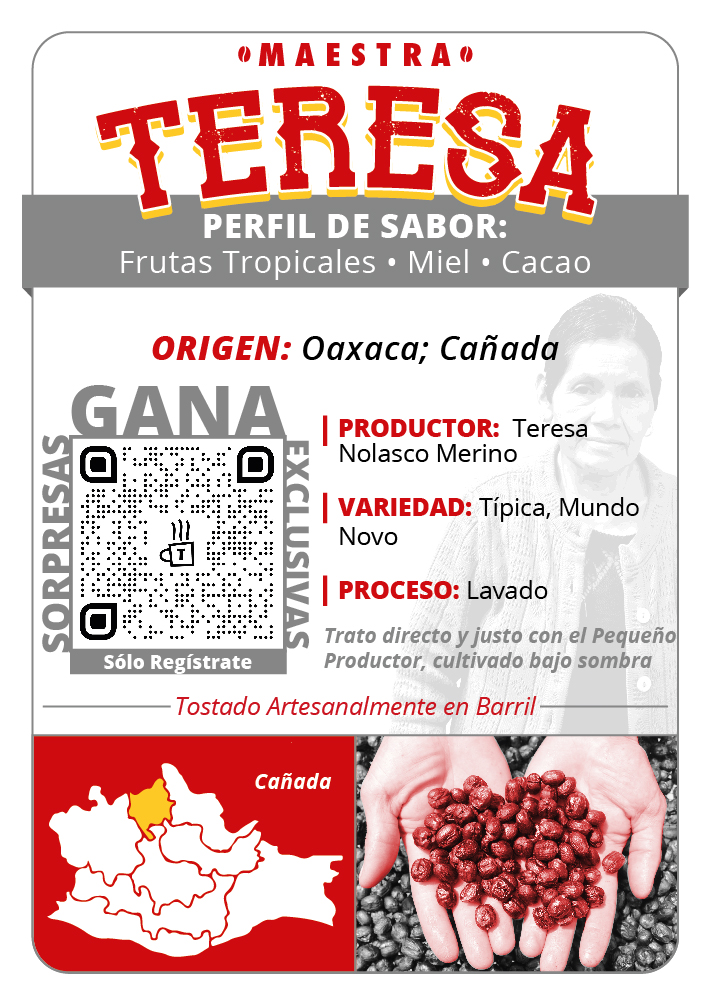 MAESTRA
TERESA
PERFIL DE SABOR:
Frutas Tropicales • Miel • Cacao
ORIGEN: Oaxaca; Cañada
GANA
SORPRESAS
EXCLUSIVAS
T
Sólo Regístrate
PRODUCTOR: Teresa
Nolasco Merino
VARIEDAD: Típica, Mundo
Novo
PROCESO: Lavado
Trato directo y justo con el Pequeño
Productor, cultivado bajo sombra
Tostado Artesanalmente en Barril
Cañada